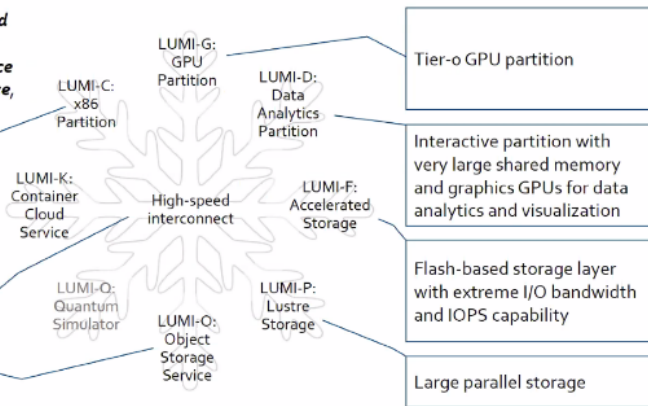 d
ce
e,
LUMI-G:
GPU
Partition
LUMI-C:
x86
Partition
LUMI-D:
Data
Analytics
Partition
LUMI-K:
Container
Cloud
Service
High-speed
interconnect
LUMI-F:
Accelerated
Storage
LUMI-Q:
Quantum
Simulator
LUMI-O:
Object
Storage
Service
LUMI-P:
Lustre
Storage
Tier-0 GPU partition
Interactive partition with
very large shared memory
and graphics GPUs for data
analytics and visualization
Flash-based storage layer
with extreme I/O bandwidth
and IOPS capability
Large parallel storage